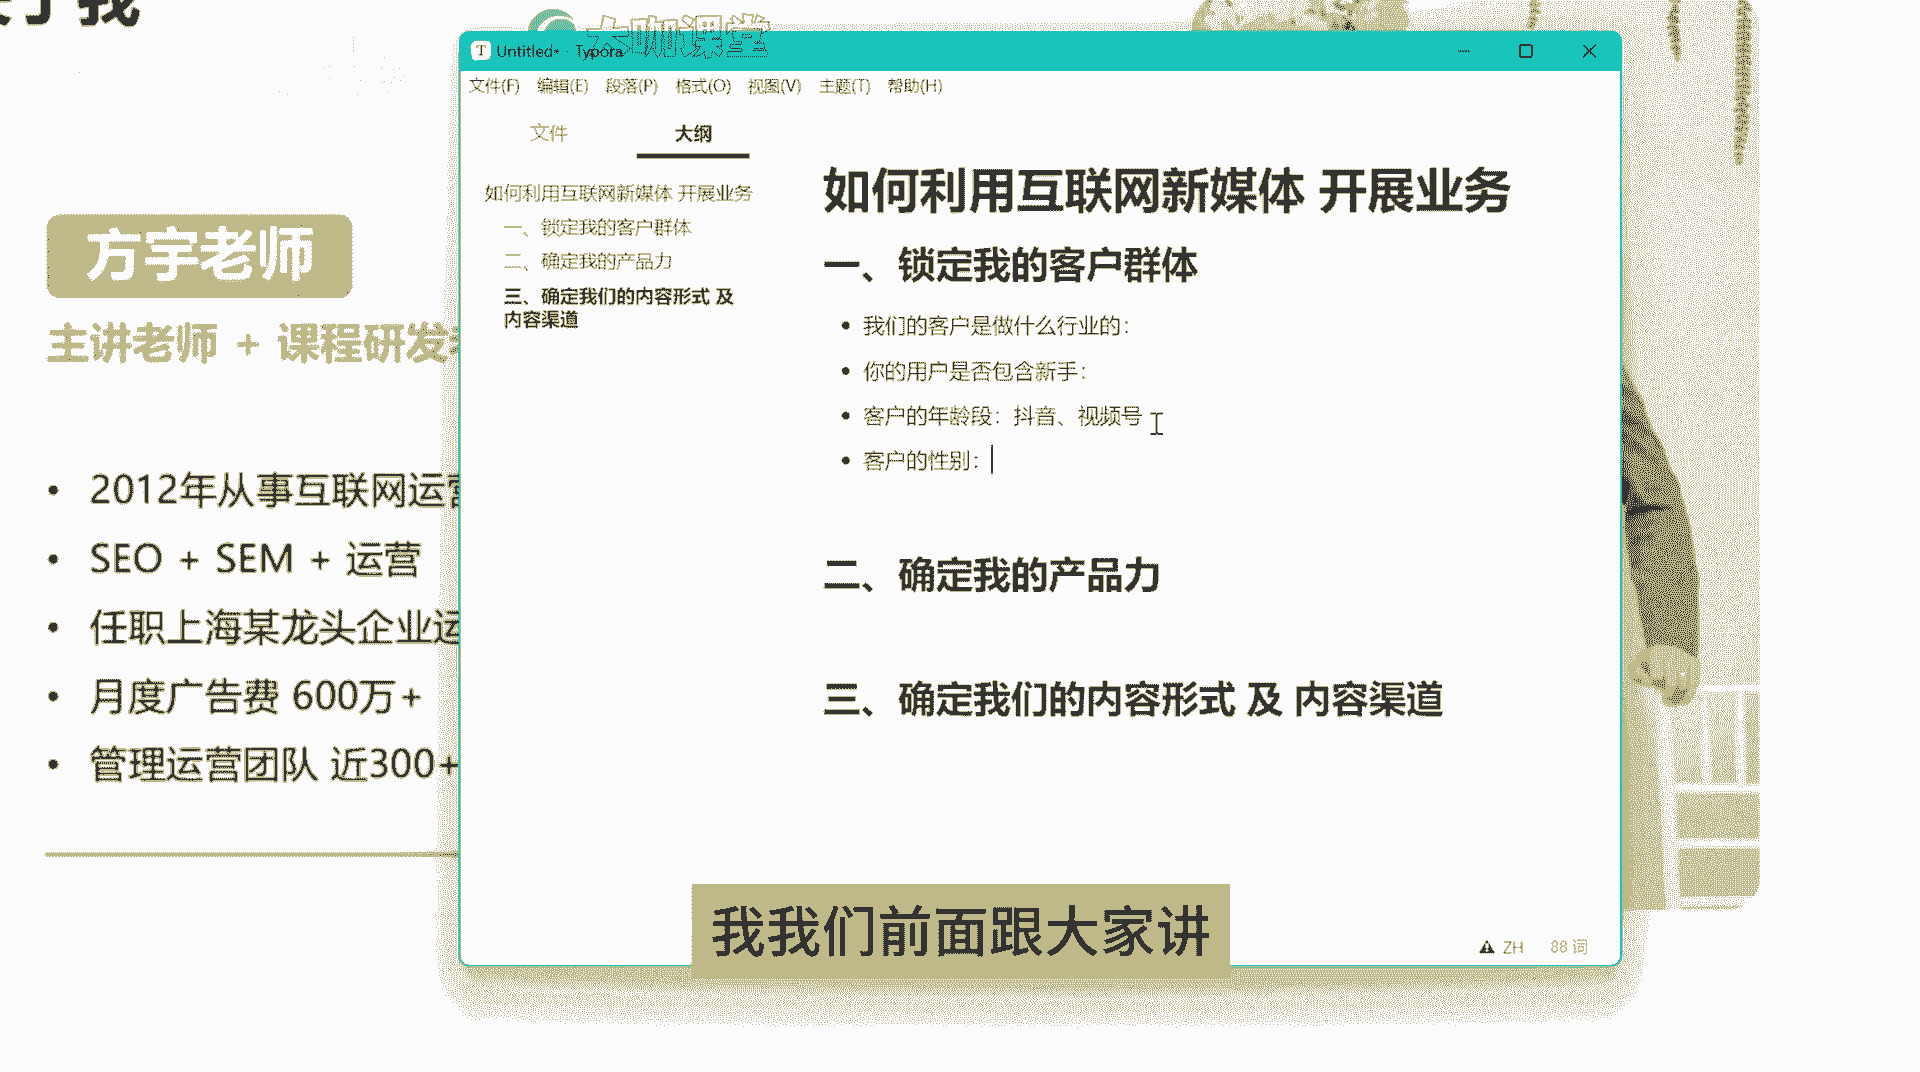 大咖课堂
Untitled• - Typora
文件(F) 编辑(E) 段落(P) 格式(O) 视图(V) 主题(T) 帮助(H)
文件 大纲
如何利用互联网新媒体 开展业务
一、锁定我的客户群体
二、确定我的产品力
三、确定我们的内容形式 及
内容渠道
如何利用互联网新媒体 开展业务
一、锁定我的客户群体
• 我们的客户是做什么行业的：
• 你的用户是否包含新手：
• 客户的年龄段：抖音、视频号
• 客户的性别：
二、确定我的产品力
三、确定我们的内容形式 及 内容渠道
ZH 88 词
方宇老师
主讲老师 + 课程研发
• 2012年从事互联网运营
• SEO + SEM + 运营
• 任职上海某龙头企业运
• 月度广告费 600万+
• 管理运营团队 近300+
我我们前面跟大家讲